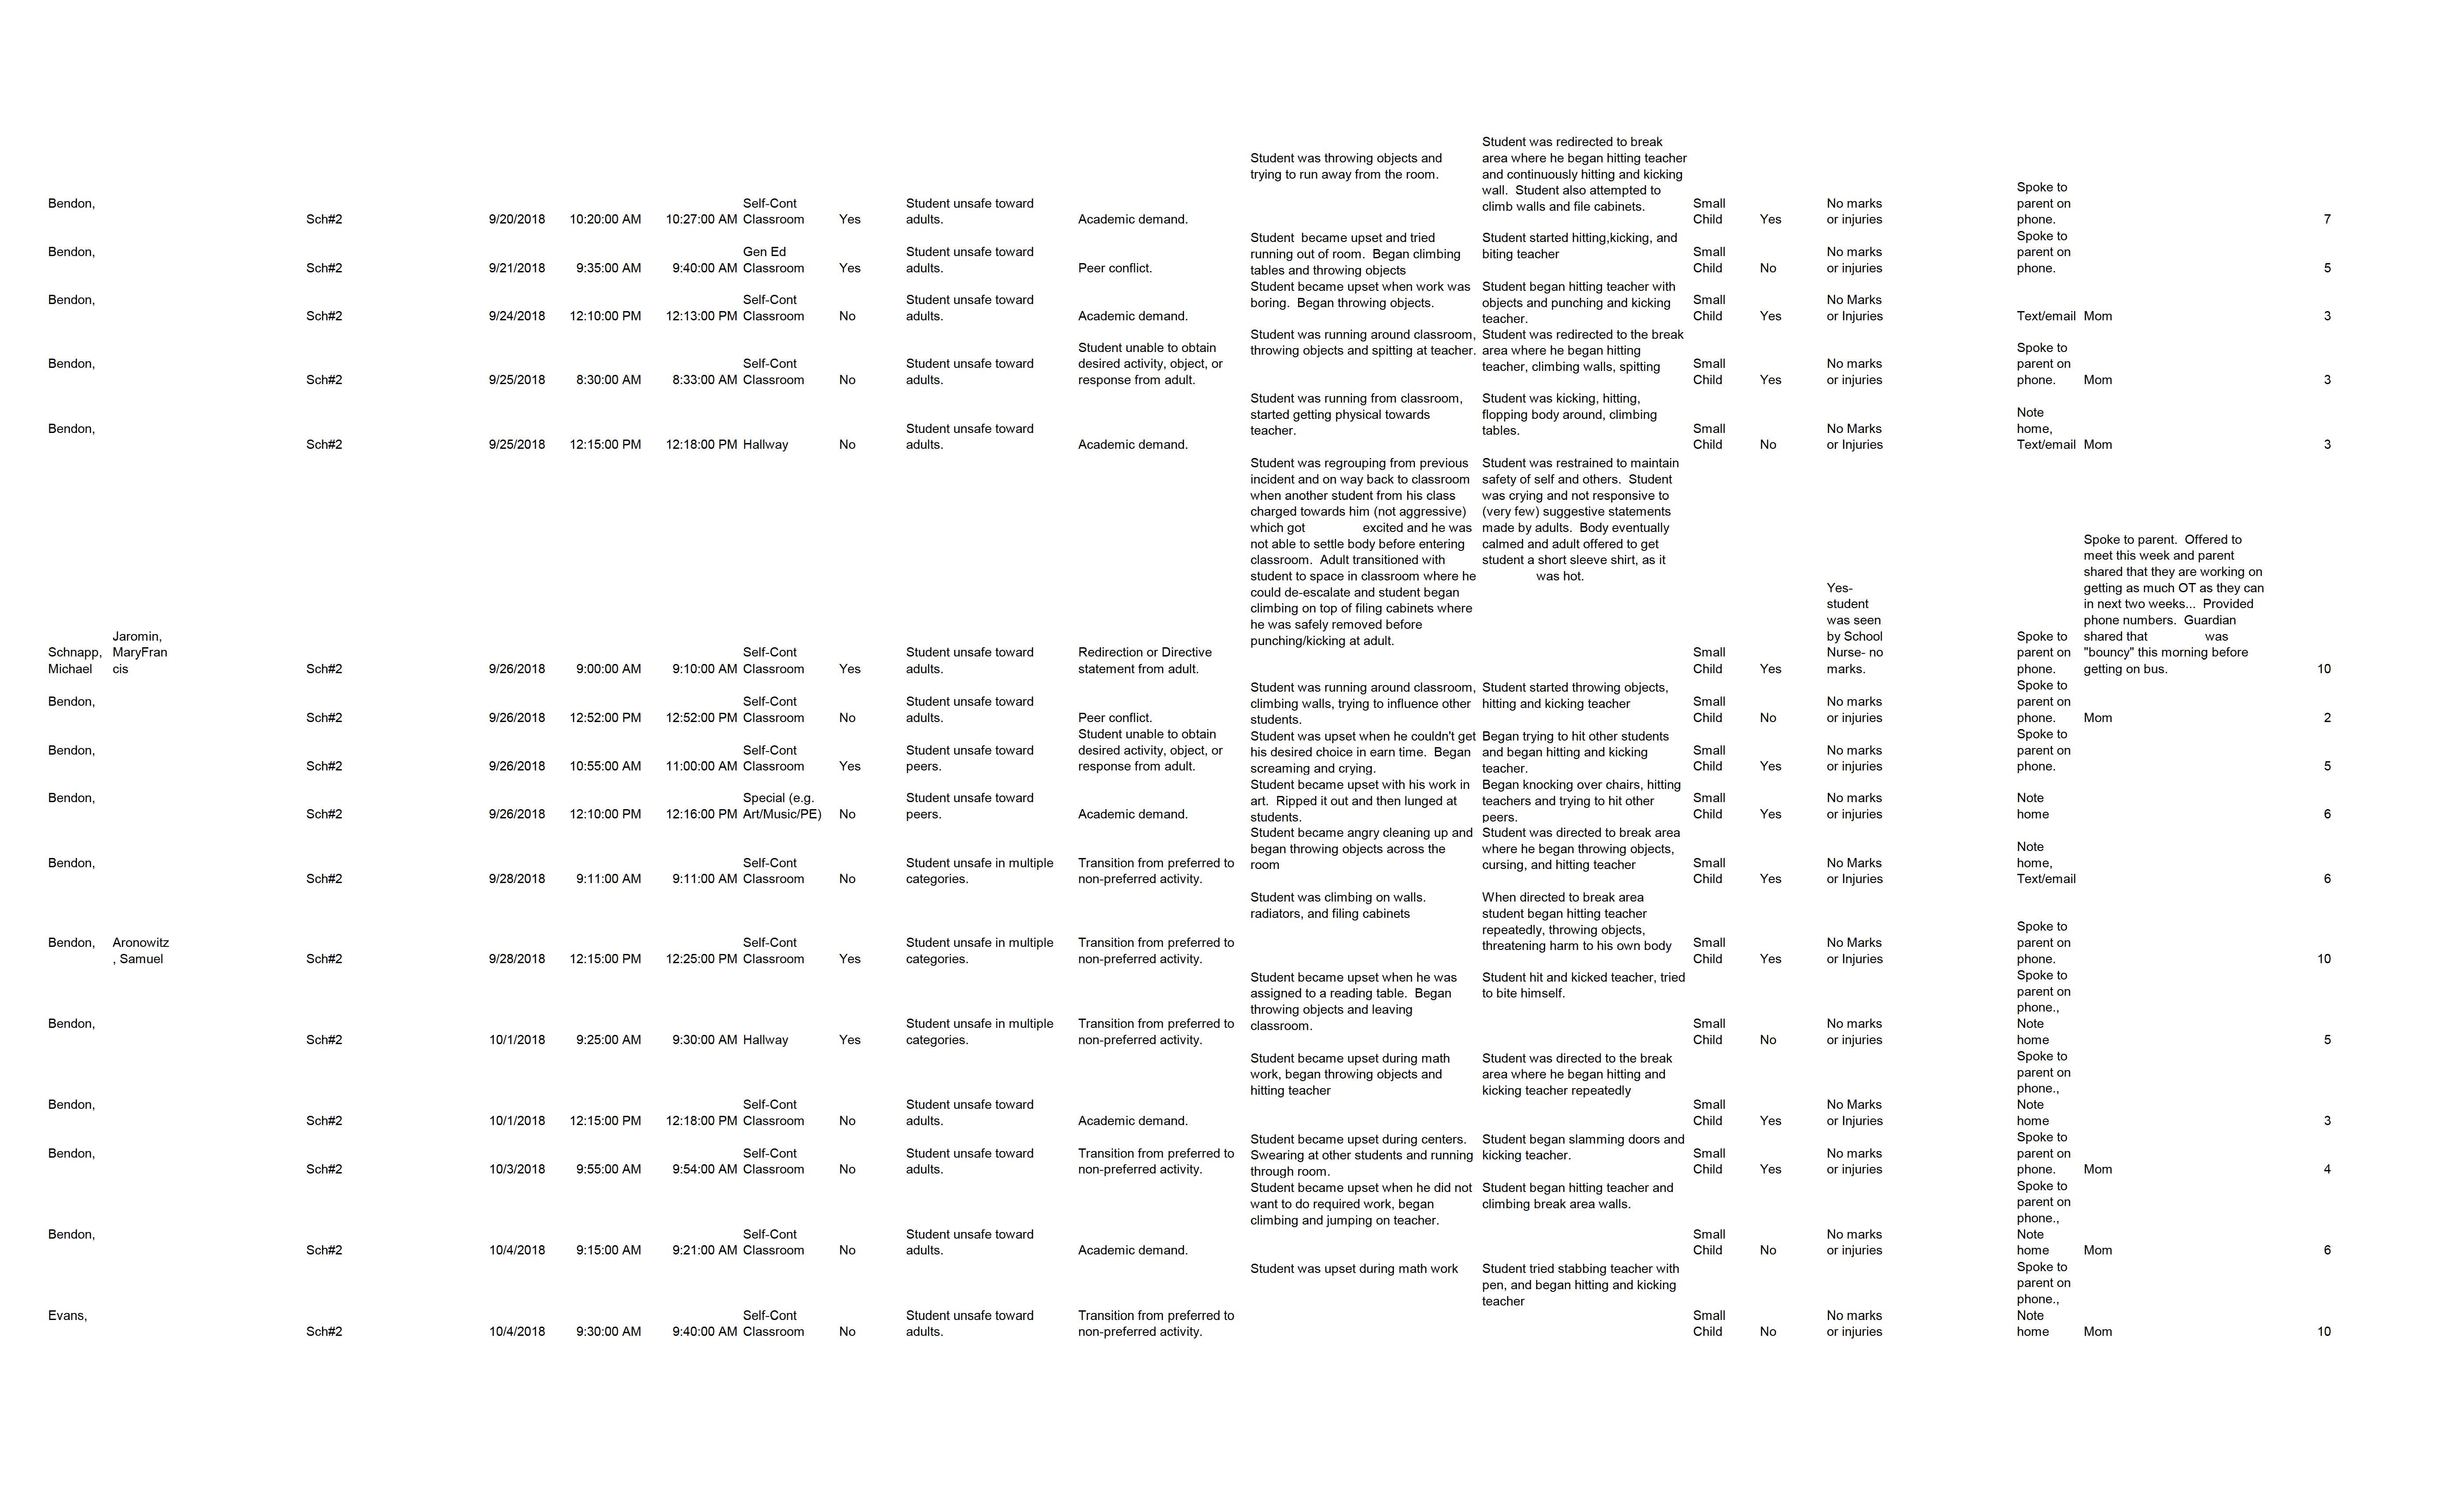 Bendon, Sch#2 9/20/2018 10:20:00 AM 10:27:00 AM Self-Cont Classroom Yes Student unsafe toward adults. Academic demand. Student was throwing objects and trying to run away from the room. Student was redirected to break area where he began hitting teacher and continuously hitting and kicking wall. Student also attempted to climb walls and file cabinets. Small Child Yes No marks or injuries Spoke to parent on phone. 7
Bendon, Sch#2 9/21/2018 9:35:00 AM 9:40:00 AM Gen Ed Classroom Yes Student unsafe toward adults. Peer conflict. Student became upset and tried running out of room. Began climbing tables and throwing objects Student started hitting,kicking, and biting teacher Small Child No No marks or injuries Spoke to parent on phone. 5
Bendon, Sch#2 9/24/2018 12:10:00 PM 12:13:00 PM Self-Cont Classroom No Student unsafe toward adults. Academic demand. Student became upset when work was boring. Began throwing objects. Student began hitting teacher with objects and punching and kicking teacher. Small Child Yes No Marks or Injuries Text/email Mom 3
Bendon, Sch#2 9/25/2018 8:30:00 AM 8:33:00 AM Self-Cont Classroom No Student unsafe toward adults. Student unable to obtain desired activity, object, or response from adult. Student was running around classroom, throwing objects and spitting at teacher. Student was redirected to the break area where he began hitting teacher, climbing walls, spitting Small Child Yes No marks or injuries Spoke to parent on phone. Mom 3
Bendon, Sch#2 9/25/2018 12:15:00 PM 12:18:00 PM Hallway No Student unsafe toward adults. Academic demand. Student was running from classroom, started getting physical towards teacher. Student was kicking, hitting, flopping body around, climbing tables. Small Child No No Marks or Injuries Note home, Text/email Mom 3
Schnapp, Michael Jaromin, MaryFran cis Sch#2 9/26/2018 9:00:00 AM 9:10:00 AM Self-Cont Classroom Yes Student unsafe toward adults. Redirection or Directive statement from adult. Student was regrouping from previous incident and on way back to classroom when another student from his class charged towards him (not aggressive) which got excited and he was not able to settle body before entering classroom. Adult transitioned with student to space in classroom where he could de-escalate and student began climbing on top of filing cabinets where he was safely removed before punching/kicking at adult. Student was restrained to maintain safety of self and others. Student was crying and not responsive to (very few) suggestive statements made by adults. Body eventually calmed and adult offered to get student a short sleeve shirt, as it was hot. Small Child Yes Yes- student was seen by School Nurse- no marks. Spoke to parent on phone. Spoke to parent. Offered to meet this week and parent shared that they are working on getting as much OT as they can in next two weeks... Provided phone numbers. Guardian shared that was "bouncy" this morning before getting on bus. 10
Bendon, Sch#2 9/26/2018 12:52:00 PM 12:52:00 PM Self-Cont Classroom No Student unsafe toward adults. Peer conflict. Student was running around classroom, climbing walls, trying to influence other students. Student started throwing objects, hitting and kicking teacher Small Child No No marks or injuries Spoke to parent on phone. Mom 2
Bendon, Sch#2 9/26/2018 10:55:00 AM 11:00:00 AM Self-Cont Classroom Yes Student unsafe toward peers. Student unable to obtain desired activity, object, or response from adult. Student was upset when he couldn't get his desired choice in earn time. Began screaming and crying. Began trying to hit other students and began hitting and kicking teacher. Small Child Yes No marks or injuries Spoke to parent on phone. 5
Bendon, Sch#2 9/26/2018 12:10:00 PM 12:16:00 PM Special (e.g. Art/Music/PE) No Student unsafe toward peers. Academic demand. Student became upset with his work in art. Ripped it out and then lunged at students. Began knocking over chairs, hitting teachers and trying to hit other peers. Small Child Yes No marks or injuries Note home 6
Bendon, Sch#2 9/28/2018 9:11:00 AM 9:11:00 AM Self-Cont Classroom No Student unsafe in multiple categories. Transition from preferred to non-preferred activity. Student became angry cleaning up and began throwing objects across the room Student was directed to break area where he began throwing objects, cursing, and hitting teacher Small Child Yes No Marks or Injuries Note home, Text/email 6
Bendon, Aronowitz , Samuel Sch#2 9/28/2018 12:15:00 PM 12:25:00 PM Self-Cont Classroom Yes Student unsafe in multiple categories. Transition from preferred to non-preferred activity. Student was climbing on walls. radiators, and filing cabinets When directed to break area student began hitting teacher repeatedly, throwing objects, threatening harm to his own body Small Child Yes No Marks or Injuries Spoke to parent on phone. 10
Bendon, Sch#2 10/1/2018 9:25:00 AM 9:30:00 AM Hallway Yes Student unsafe in multiple categories. Transition from preferred to non-preferred activity. Student became upset when he was assigned to a reading table. Began throwing objects and leaving classroom. Student hit and kicked teacher, tried to bite himself. Small Child No No marks or injuries Spoke to parent on phone., Note home 5
Bendon, Sch#2 10/1/2018 12:15:00 PM 12:18:00 PM Self-Cont Classroom No Student unsafe toward adults. Academic demand. Student became upset during math work, began throwing objects and hitting teacher Student was directed to the break area where he began hitting and kicking teacher repeatedly Small Child Yes No Marks or Injuries Spoke to parent on phone., Note home 3
Bendon, Sch#2 10/3/2018 9:55:00 AM 9:54:00 AM Self-Cont Classroom No Student unsafe toward adults. Transition from preferred to non-preferred activity. Student became upset during centers. Swearing at other students and running through room. Student began slamming doors and kicking teacher. Small Child Yes No marks or injuries Spoke to parent on phone. Mom 4
Bendon, Sch#2 10/4/2018 9:15:00 AM 9:21:00 AM Self-Cont Classroom No Student unsafe toward adults. Academic demand. Student became upset when he did not want to do required work, began climbing and jumping on teacher. Student began hitting teacher and climbing break area walls. Small Child No No marks or injuries Spoke to parent on phone., Note home Mom 6
Evans, Sch#2 10/4/2018 9:30:00 AM 9:40:00 AM Self-Cont Classroom No Student unsafe toward adults. Transition from preferred to non-preferred activity. Student was upset during math work Student tried stabbing teacher with pen, and began hitting and kicking teacher Small Child No No marks or injuries Spoke to parent on phone., Note home Mom 10